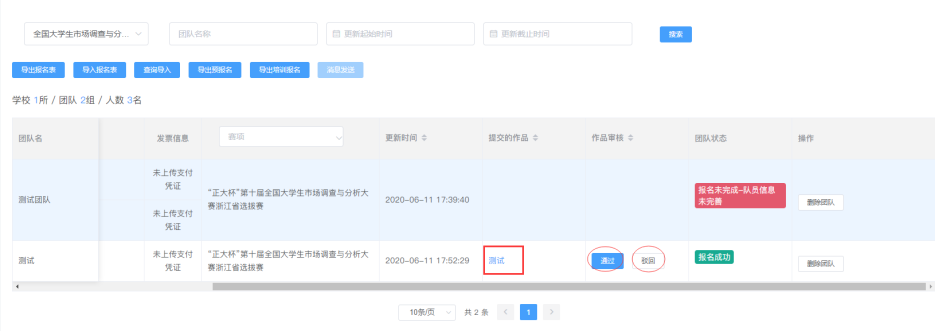 全国大学生市场调查与分... 团队名称 更新起始时间 更新截止时间 搜索
导出报名表 导入报名表 查询导入 导出预报名 导出培训报名 消息发送
学校 1所 / 团队 2组 / 人数 3名
团队名 发票信息 赛项 更新时间 提交的作品 作品审核 团队状态 操作
未上传支付
凭证
测试团队 "正大杯"第十届全国大学生市场调查与分析大
赛浙江省选拔赛 2020-06-11 17:39:40 报名未完成-队员信息
未完善 删除团队
未上传支付
凭证
测试 未上传支付
凭证 "正大杯"第十届全国大学生市场调查与分析大
赛浙江省选拔赛 2020-06-11 17:52:29 测试 通过 驳回 报名成功 删除团队
10条/页 共 2 条 < 1 >